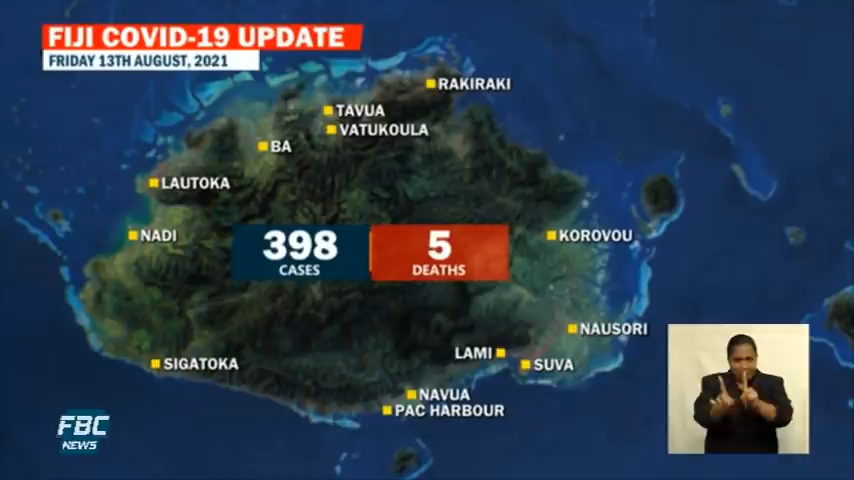 FIJI COVID-19 UPDATE
FRIDAY 13TH AUGUST, 2021
RAKIRAKI
TAVUA
VATUKOULA
BA
LAUTOKA
NADI
KOROVOU
398
CASES
5
DEATHS
NAUSORI
LAMI
SUVA
SIGATOKA
NAVUA
PAC HARBOUR
FBC
NEWS